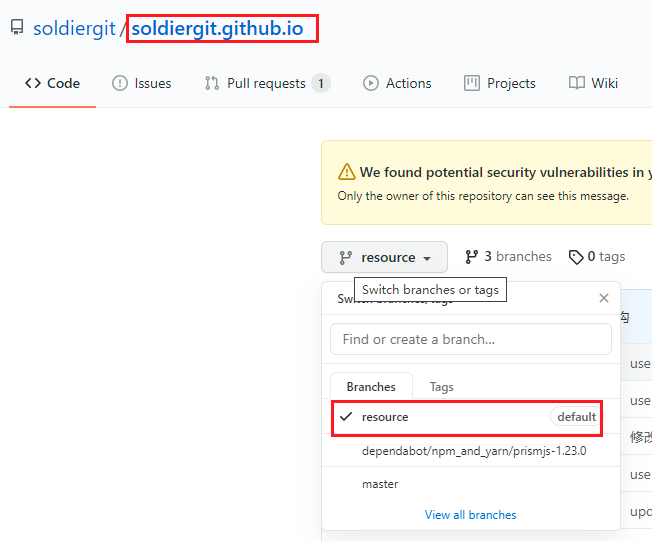 soldiergit / soldiergit.github.io
Code Issues Pull requests 1 Actions Projects Wiki
We found potential security vulnerabilities in y
Only the owner of this repository can see this message.
resource 3 branches 0 tags
Switch branches or tags
Find or create a branch...
Branches Tags
resource default
dependabot/npm_and_yarn/prismjs-1.23.0
master
View all branches
构
use
use
修改
use
upd